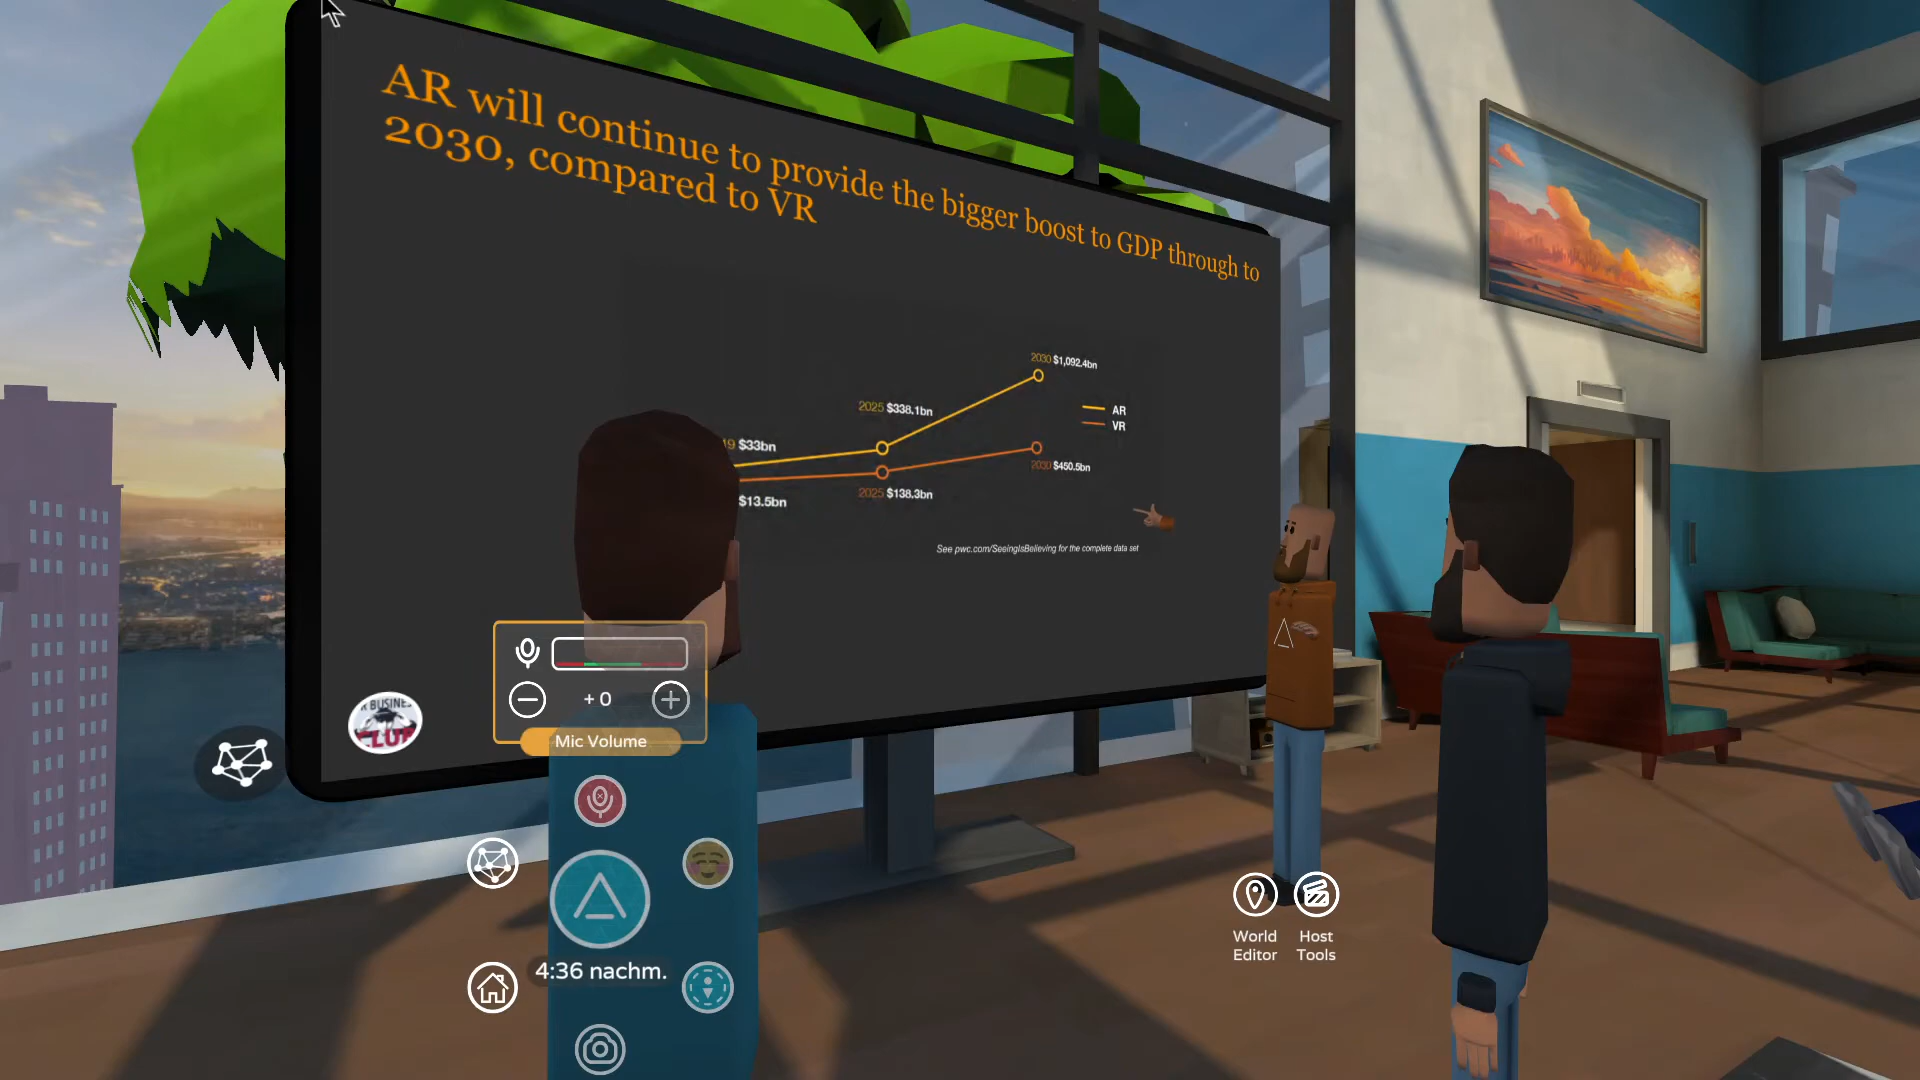 AR will continue to provide the bigger boost to GDP through to
2030, compared to VR
2030 $1,092.4bn
2025 $338.1bn
AR
VR
19 $33bn
2030 $450.5bn
$13.5bn
2025 $138.3bn
See pwc.com/SeeingIsBelieving for the complete data set
BUSINE
+ 0
Mic Volume
World
Editor
Host
Tools
4:36 nachm.